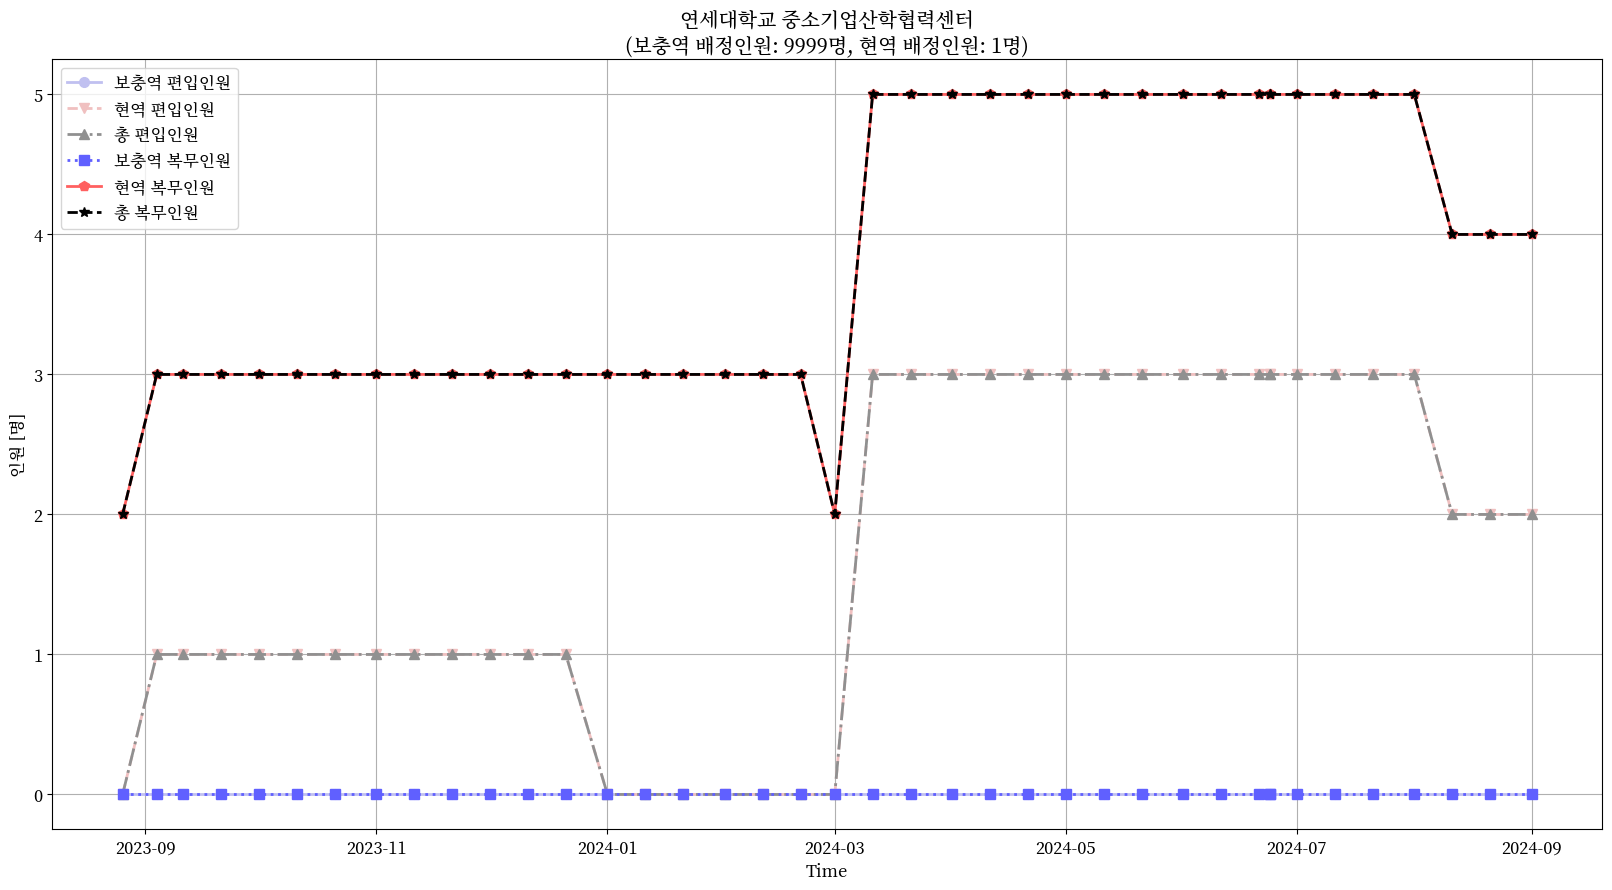 연세대학교 중소기업산학협력센터
(보충역 배정인원: 9999명, 현역 배정인원: 1명)
보충역 편입인원
현역 편입인원
총 편입인원
보충역 복무인원
현역 복무인원
총 복무인원
5
4
3
2
1
0
인원 [명]
2023-09
2023-11
2024-01
2024-03
2024-05
2024-07
2024-09
Time